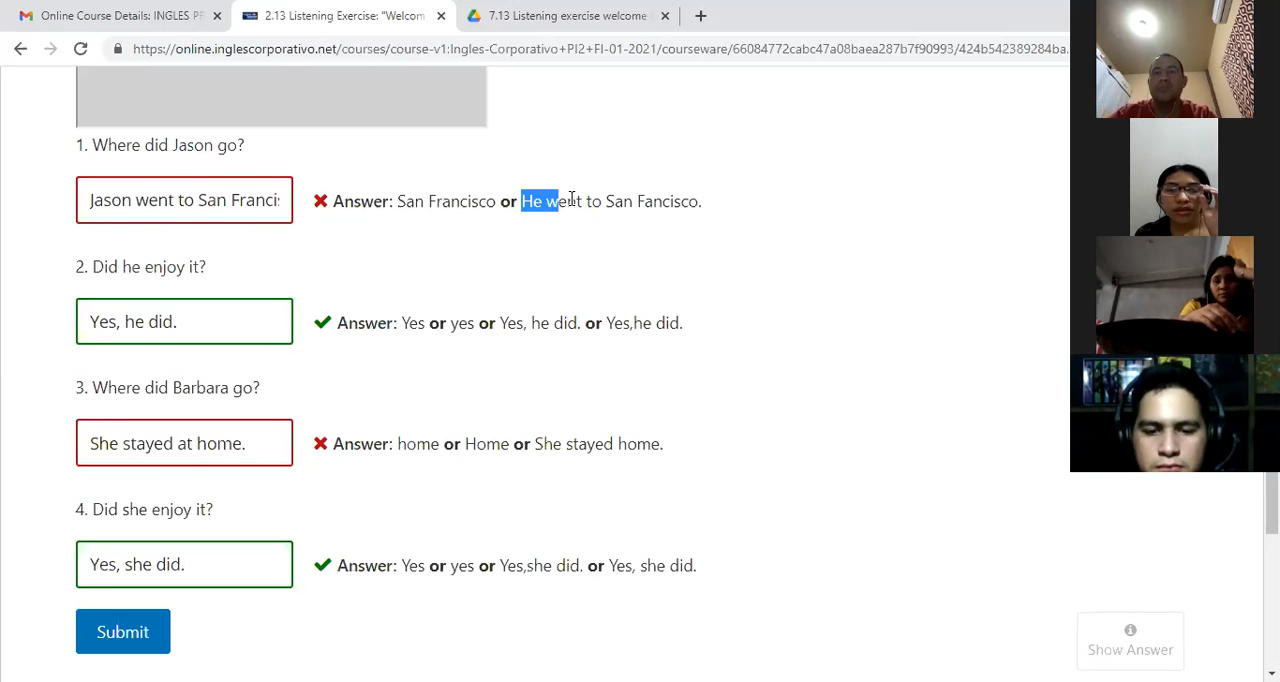 Online Course Details: INGLES PF
2.13 Listening Exercise: "Welcom
7.13 Listening exercise welcome
https://online.inglescorporativo.net/courses/course-v1:Ingles-Corporativo+PI2+FI-01-2021/courseware/66084772cabc47a08baea287b7f90993/424b542389284ba.
1. Where did Jason go?
Jason went to San Francis
Answer: San Francisco or He went to San Fancisco.
2. Did he enjoy it?
Yes, he did.
Answer: Yes or yes or Yes, he did. or Yes,he did.
3. Where did Barbara go?
She stayed at home.
Answer: home or Home or She stayed home.
4. Did she enjoy it?
Yes, she did.
Answer: Yes or yes or Yes,she did. or Yes, she did.
Submit
Show Answer